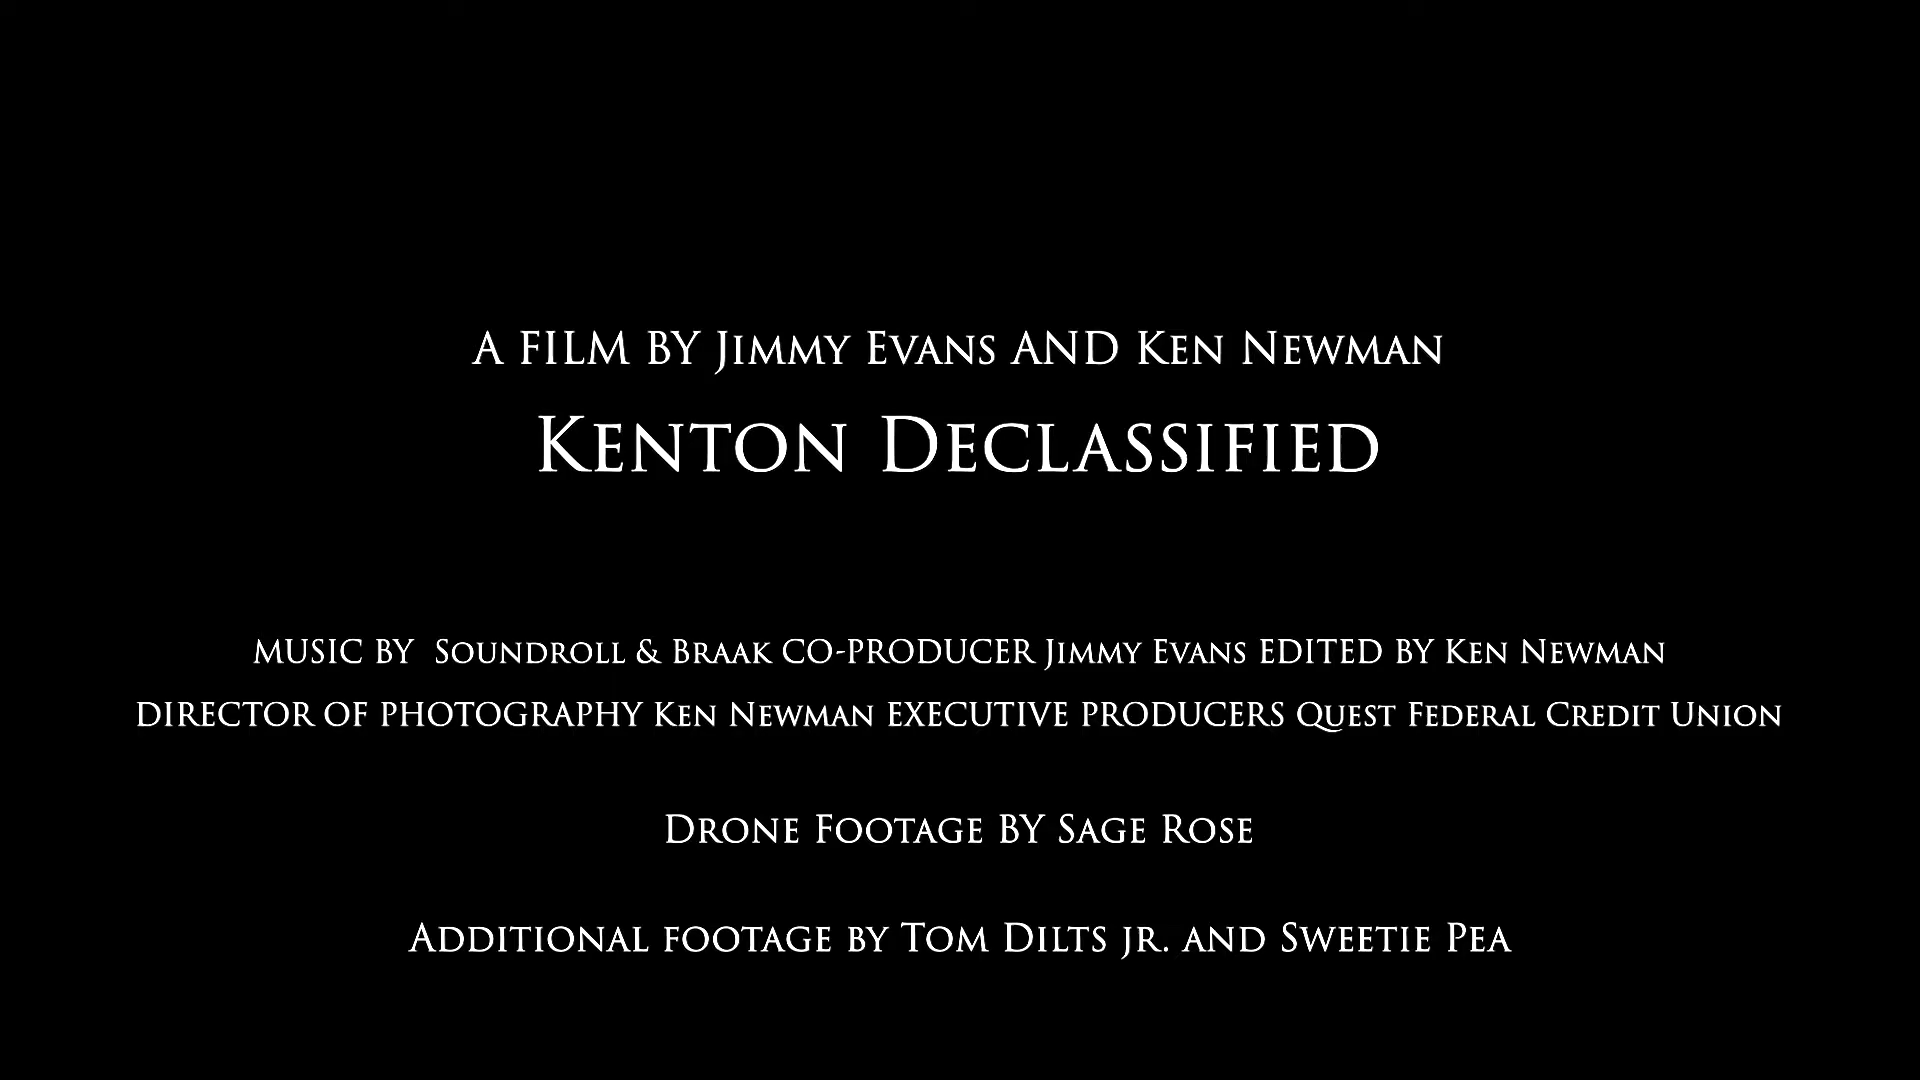 A FILM BY Jimmy Evans AND Ken Newman
Kenton Declassified
MUSIC BY Soundroll & Braak CO-PRODUCER Jimmy Evans EDITED BY Ken Newman
DIRECTOR OF PHOTOGRAPHY Ken Newman EXECUTIVE PRODUCERS Quest Federal Credit Union
Drone Footage BY Sage Rose
Additional footage by Tom Dilts jr. and Sweetie Pea